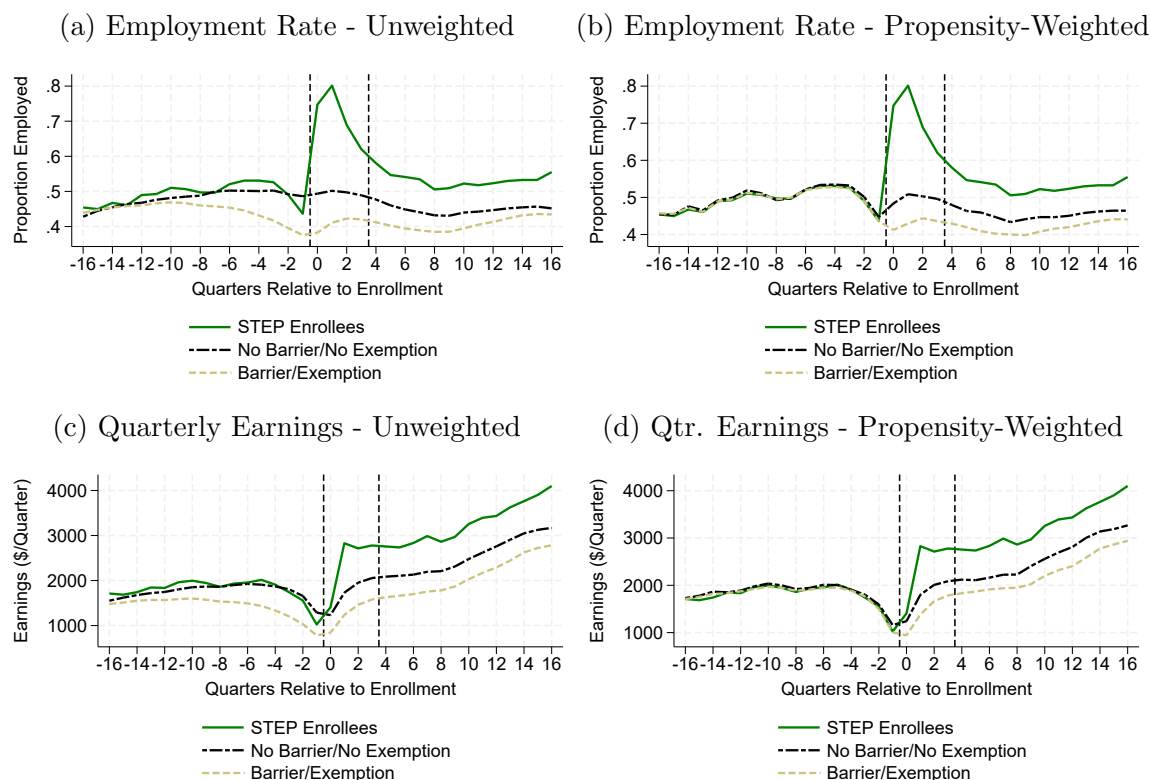 (a) Employment Rate - Unweighted
.8
.7
.6
.5
.4
Proportion Employed
-16 -14 -12 -10 -8 -6 -4 -2 0 2 4 6 8 10 12 14 16
Quarters Relative to Enrollment
STEP Enrollees
No Barrier/No Exemption
Barrier/Exemption
(b) Employment Rate - Propensity-Weighted
.8
.7
.6
.5
.4
Proportion Employed
-16 -14 -12 -10 -8 -6 -4 -2 0 2 4 6 8 10 12 14 16
Quarters Relative to Enrollment
STEP Enrollees
No Barrier/No Exemption
Barrier/Exemption
(c) Quarterly Earnings - Unweighted
4000
3000
2000
1000
Earnings ($/Quarter)
-16 -14 -12 -10 -8 -6 -4 -2 0 2 4 6 8 10 12 14 16
Quarters Relative to Enrollment
STEP Enrollees
No Barrier/No Exemption
Barrier/Exemption
(d) Qtr. Earnings - Propensity-Weighted
4000
3000
2000
1000
Earnings ($/Quarter)
-16 -14 -12 -10 -8 -6 -4 -2 0 2 4 6 8 10 12 14 16
Quarters Relative to Enrollment
STEP Enrollees
No Barrier/No Exemption
Barrier/Exemption